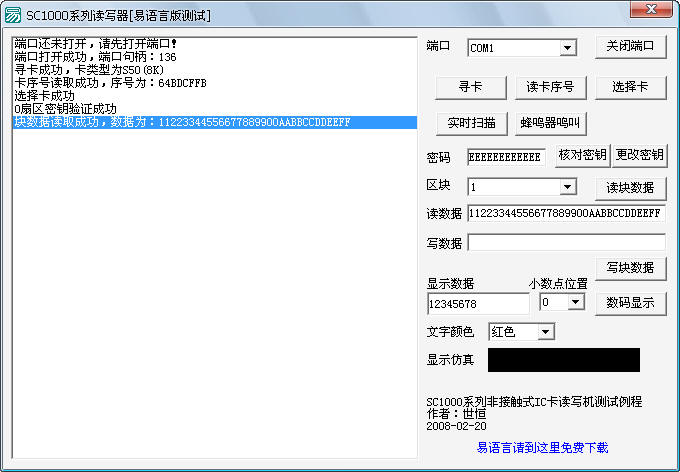 SC1000系列读写器[易语言版测试]
端口还未打开，请先打开端口！
端口打开成功，端口句柄：136
寻卡成功，卡类型为S50(8K)
卡序号读取成功，序号为：64BDCFFB
选择卡成功
0扇区密钥验证成功
块数据读取成功，数据为：11223344556677889900AABBCCDDEEFF
端口 COM1 关闭端口
寻卡 读卡序号 选择卡
实时扫描 蜂鸣器鸣叫
密码 EEEEEEEEEEEE 核对密钥 更改密钥
区块 1 读块数据
读数据 11223344556677889900AABBCCDDEEFF
写数据
写块数据
显示数据 小数点位置
12345678 0 数码显示
文字颜色 红色
显示仿真
SC1000系列非接触式IC卡读写机测试例程
作者：世恒
2008-02-20
易语言请到这里免费下载